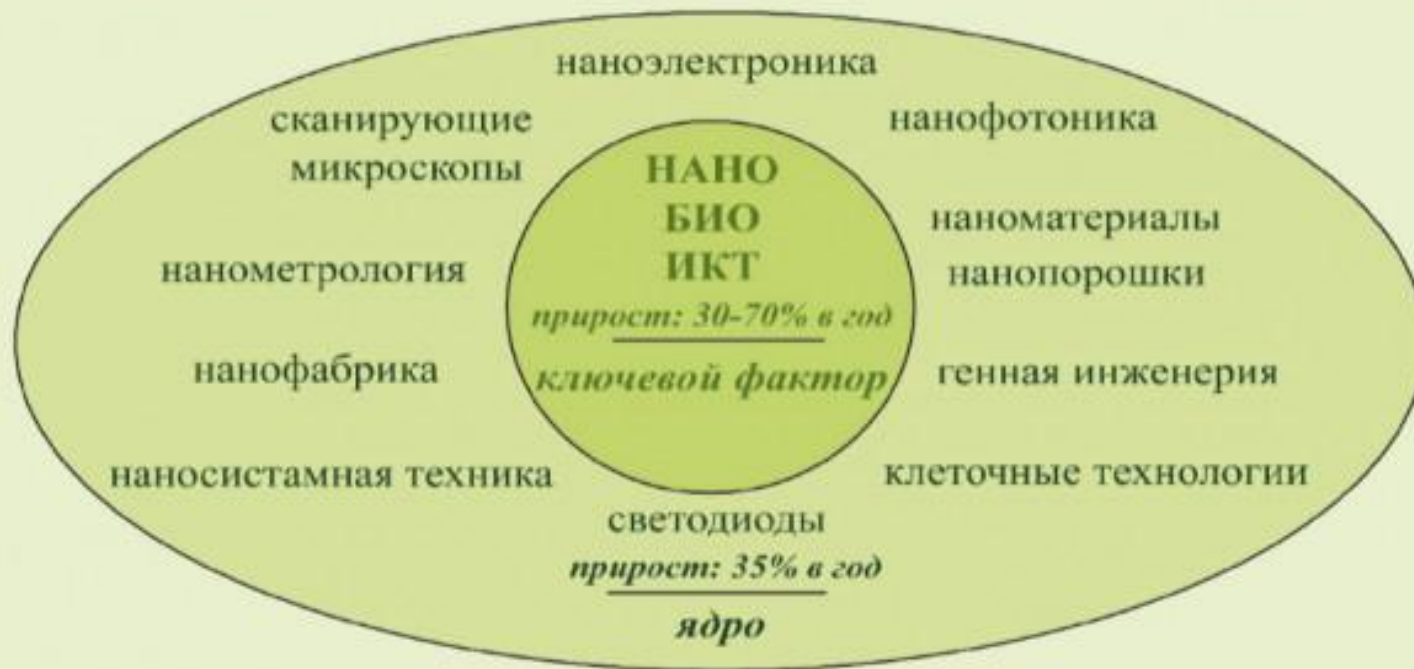 наноэлектроника
сканирующие
микроскопы
нанофотоника
НАНО
БИО
ИКТ
прирост: 30-70% в год
ключевой фактор
наноматериалы
нанопорошки
нанометрология
нанофабрика
генная инженерия
наносистамная техника
клеточные технологии
светодиоды
прирост: 35% в год
ядро